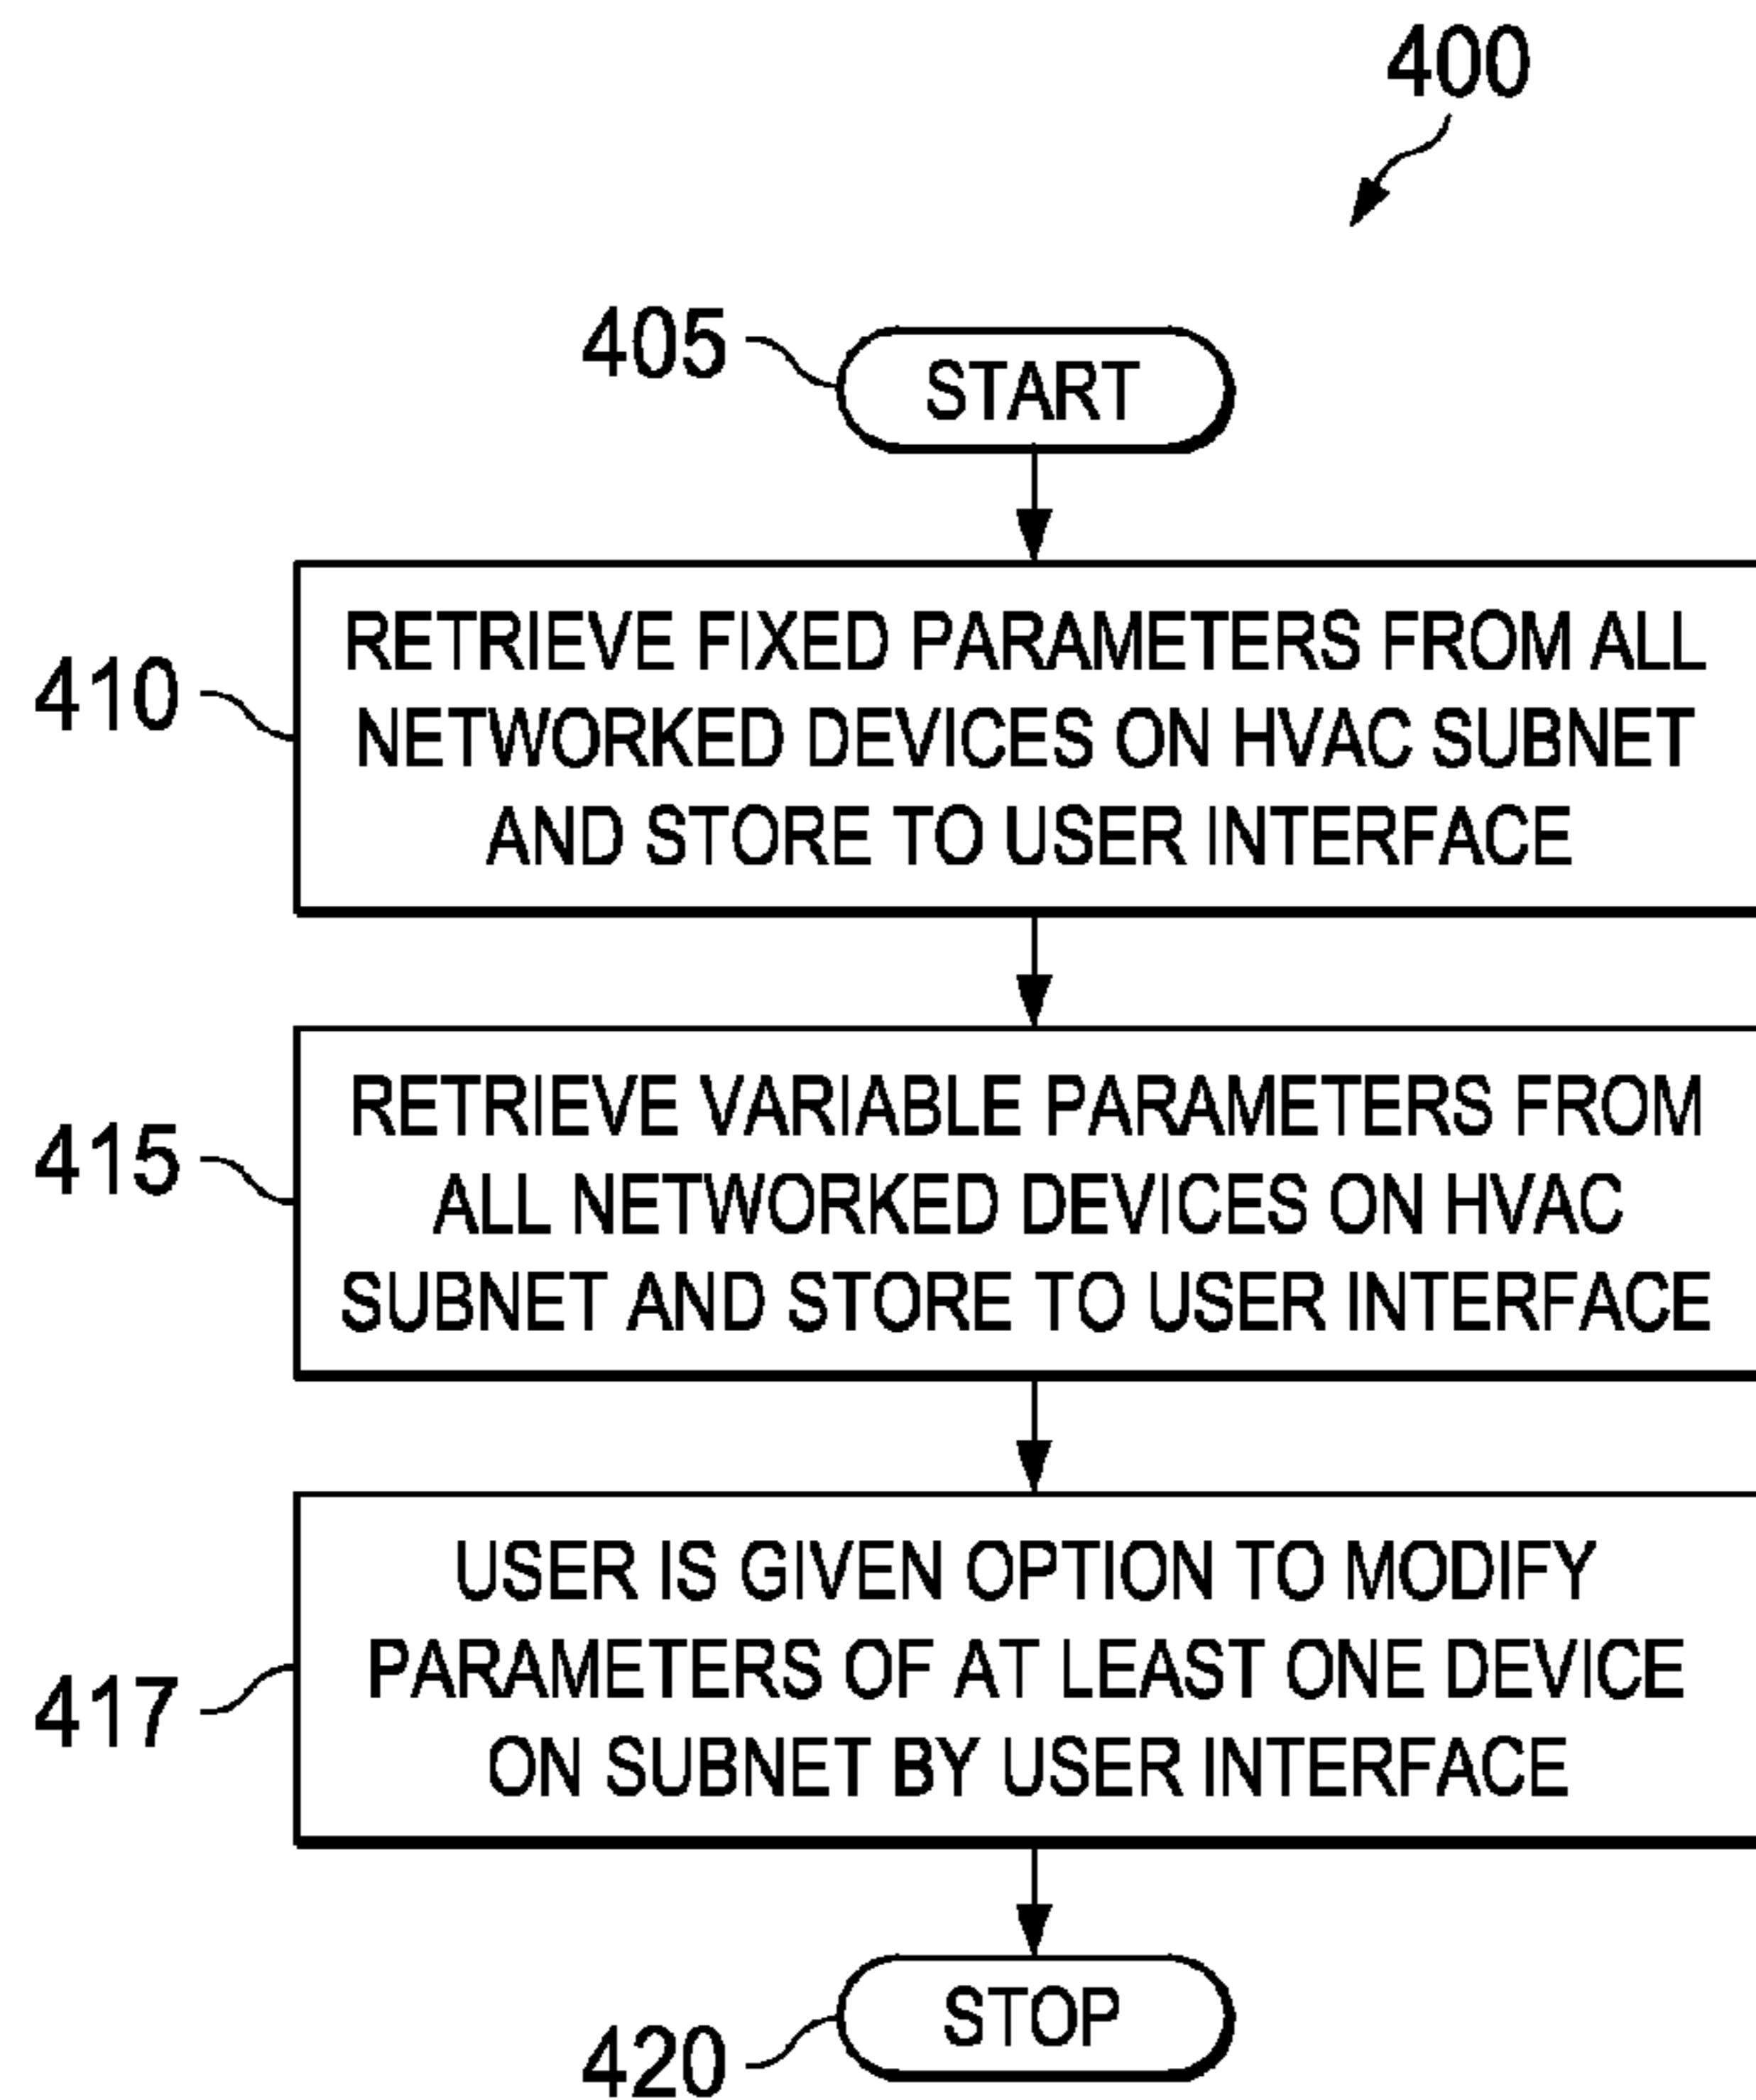 400
405
START
410
RETRIEVE FIXED PARAMETERS FROM ALL
NETWORKED DEVICES ON HVAC SUBNET
AND STORE TO USER INTERFACE
415
RETRIEVE VARIABLE PARAMETERS FROM
ALL NETWORKED DEVICES ON HVAC
SUBNET AND STORE TO USER INTERFACE
417
USER IS GIVEN OPTION TO MODIFY
PARAMETERS OF AT LEAST ONE DEVICE
ON SUBNET BY USER INTERFACE
420
STOP